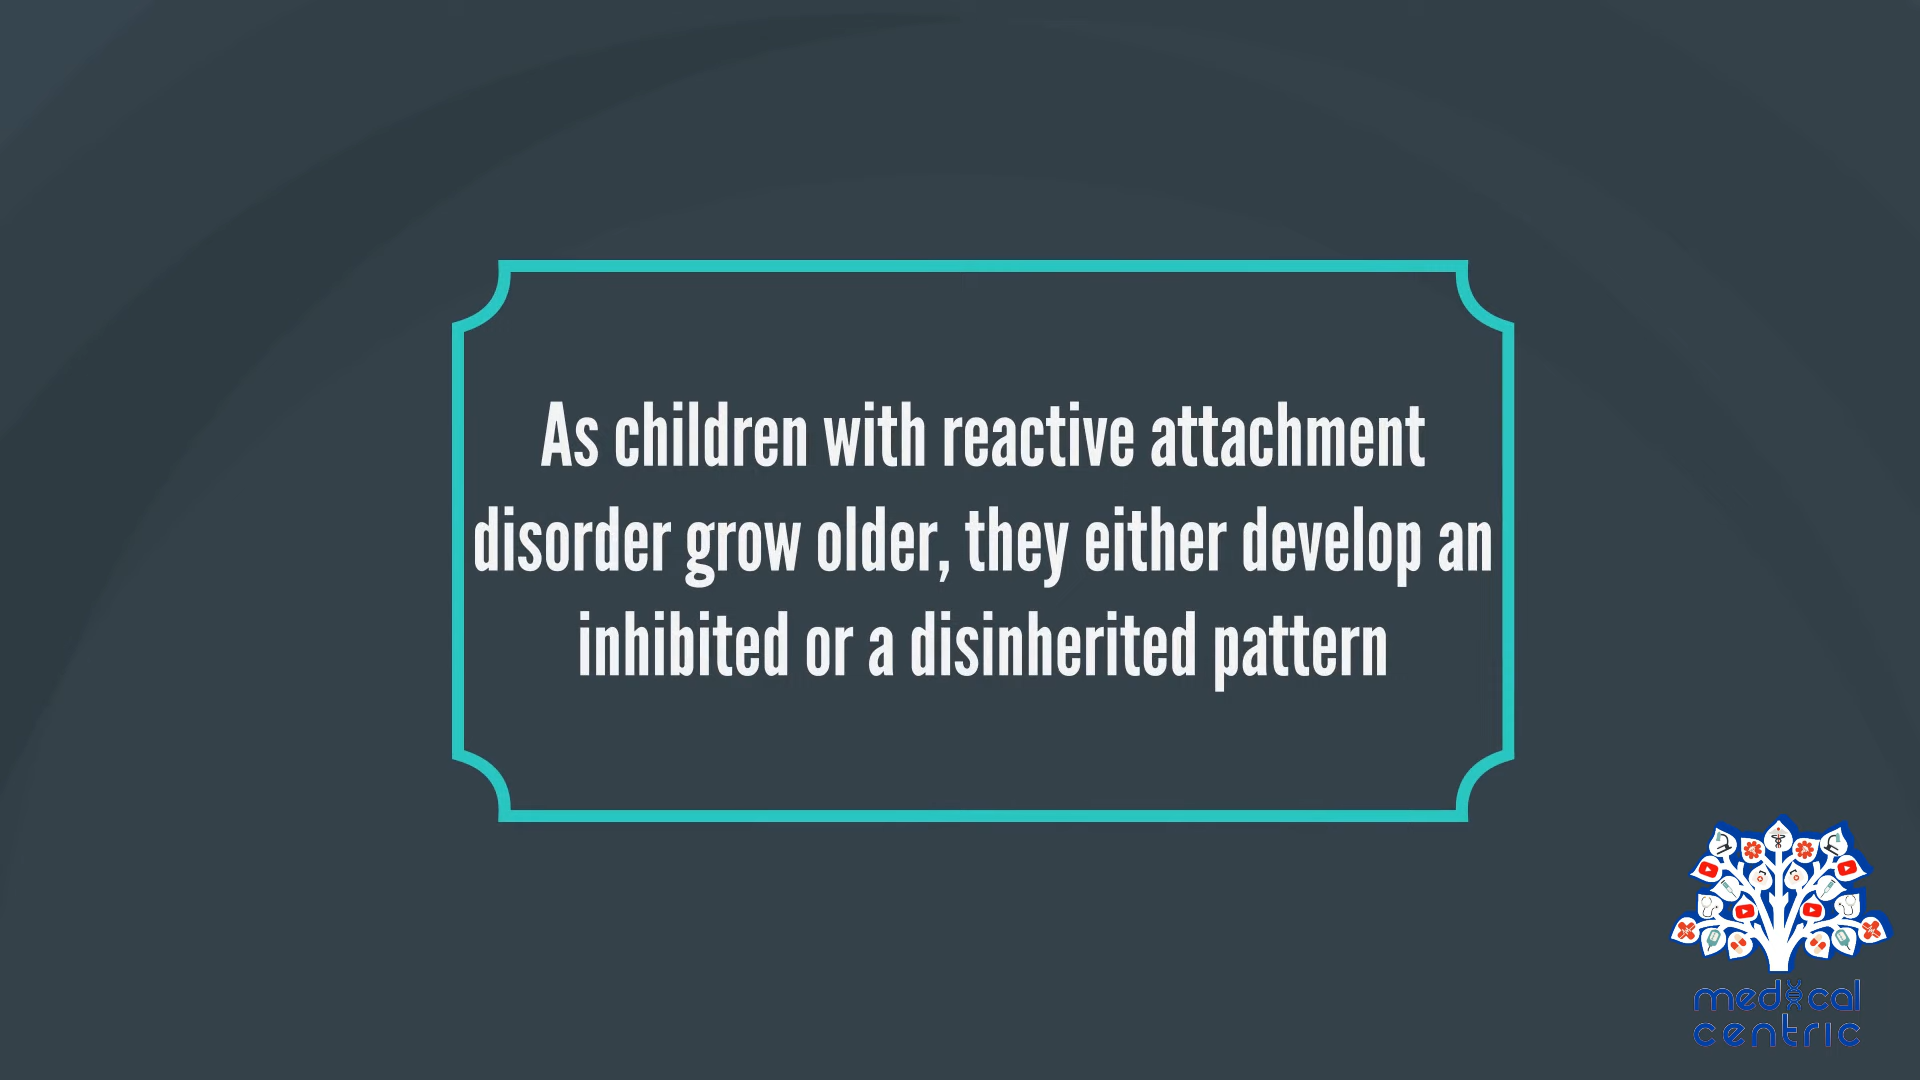 As children with reactive attachment
disorder grow older, they either develop an
inhibited or a disinherited pattern
medical
centric